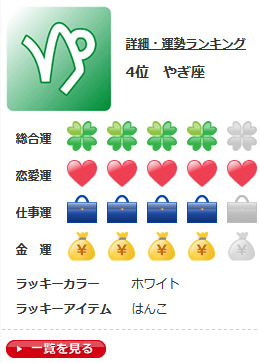 詳細・運勢ランキング
4位 やぎ座
総合運
恋愛運
仕事運
金 運
¥ ¥ ¥ ¥ ¥
ラッキーカラー ホワイト
ラッキーアイテム はんこ
一覧を見る